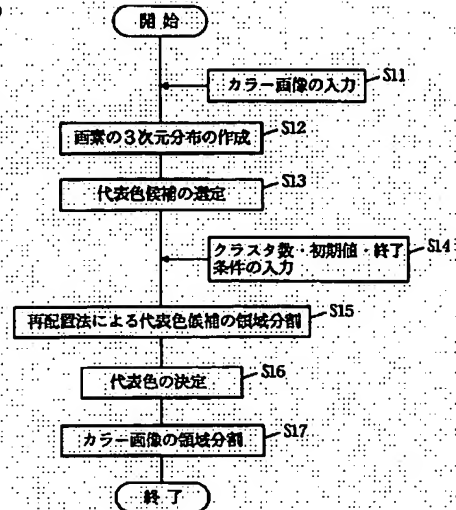 開始
カラー画像の入力
S11
画素の3次元分布の作成
S12
代表色候補の選定
S13
クラスタ数・初期値・終了
条件の入力
S14
再配置法による代表色候補の領域分割
S15
代表色の決定
S16
カラー画像の領域分割
S17
終了